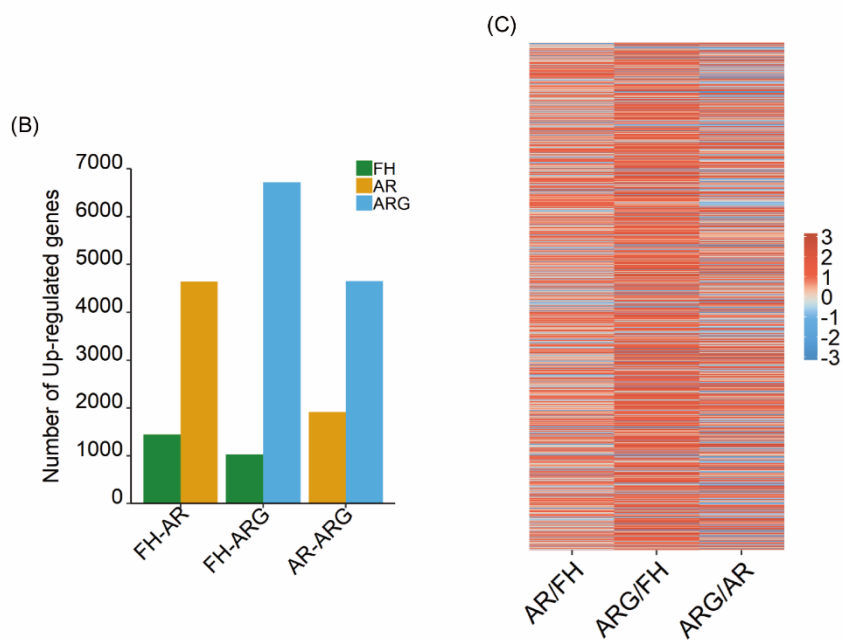 (B)
Number of Up-regulated genes
7000
6000
5000
4000
3000
2000
1000
0
FH
AR
ARG
FH-AR
FH-ARG
AR-ARG
(C)
3
2
1
0
-1
-2
-3
AR/FH
ARG/FH
ARG/AR